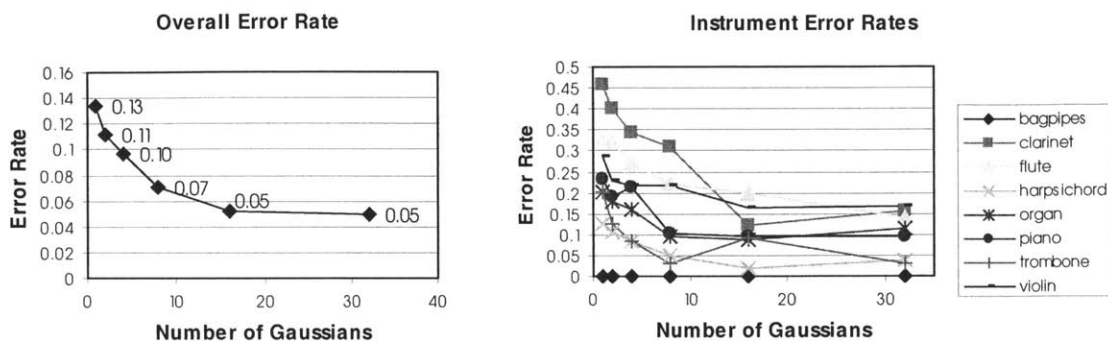 Overall Error Rate
Error Rate
0.16
0.14
0.12
0.1
0.08
0.06
0.04
0.02
0
0.13
0.11
0.10
0.07
0.05
0.05
0 10 20 30 40
Number of Gaussians
Instrument Error Rates
Error Rate
0.5
0.45
0.4
0.35
0.3
0.25
0.2
0.15
0.1
0.05
0
0 10 20 30
Number of Gaussians
bagpipes
clarinet
flute
harpsichord
organ
piano
trombone
violin